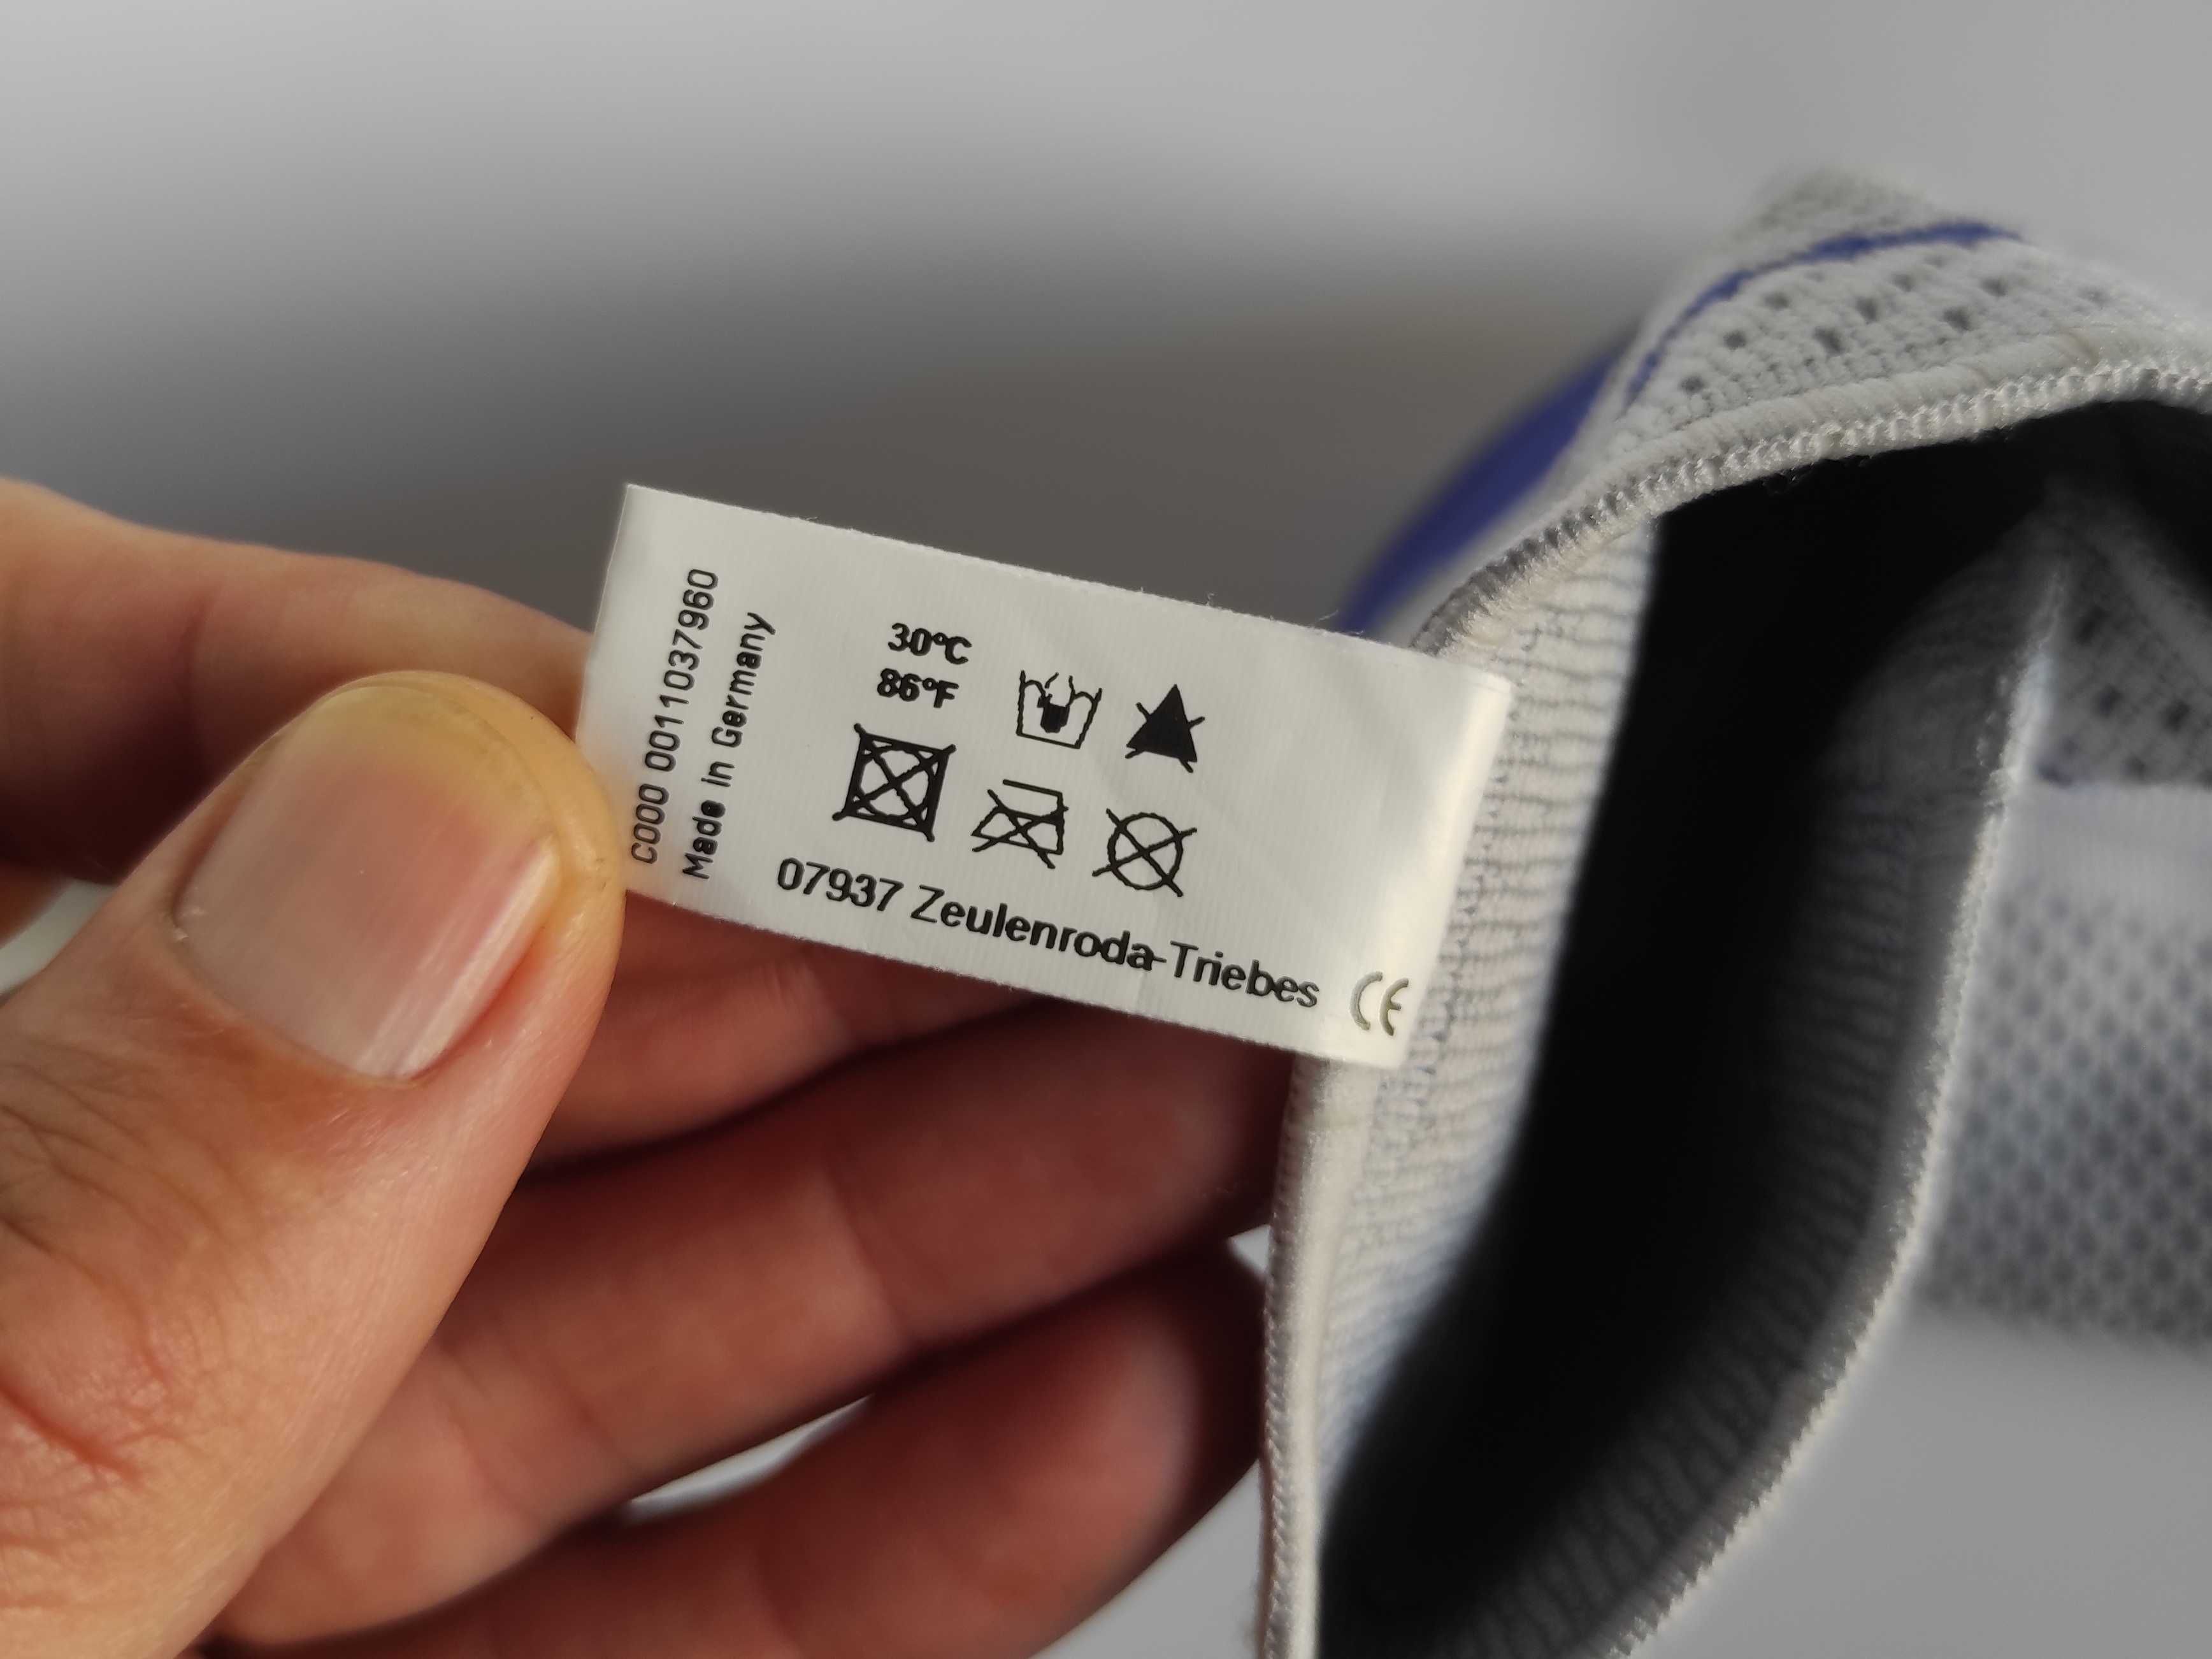 C000 0011037960
Made in Germany
30°C
86°F
07937 Zeulenroda-Triebes CE